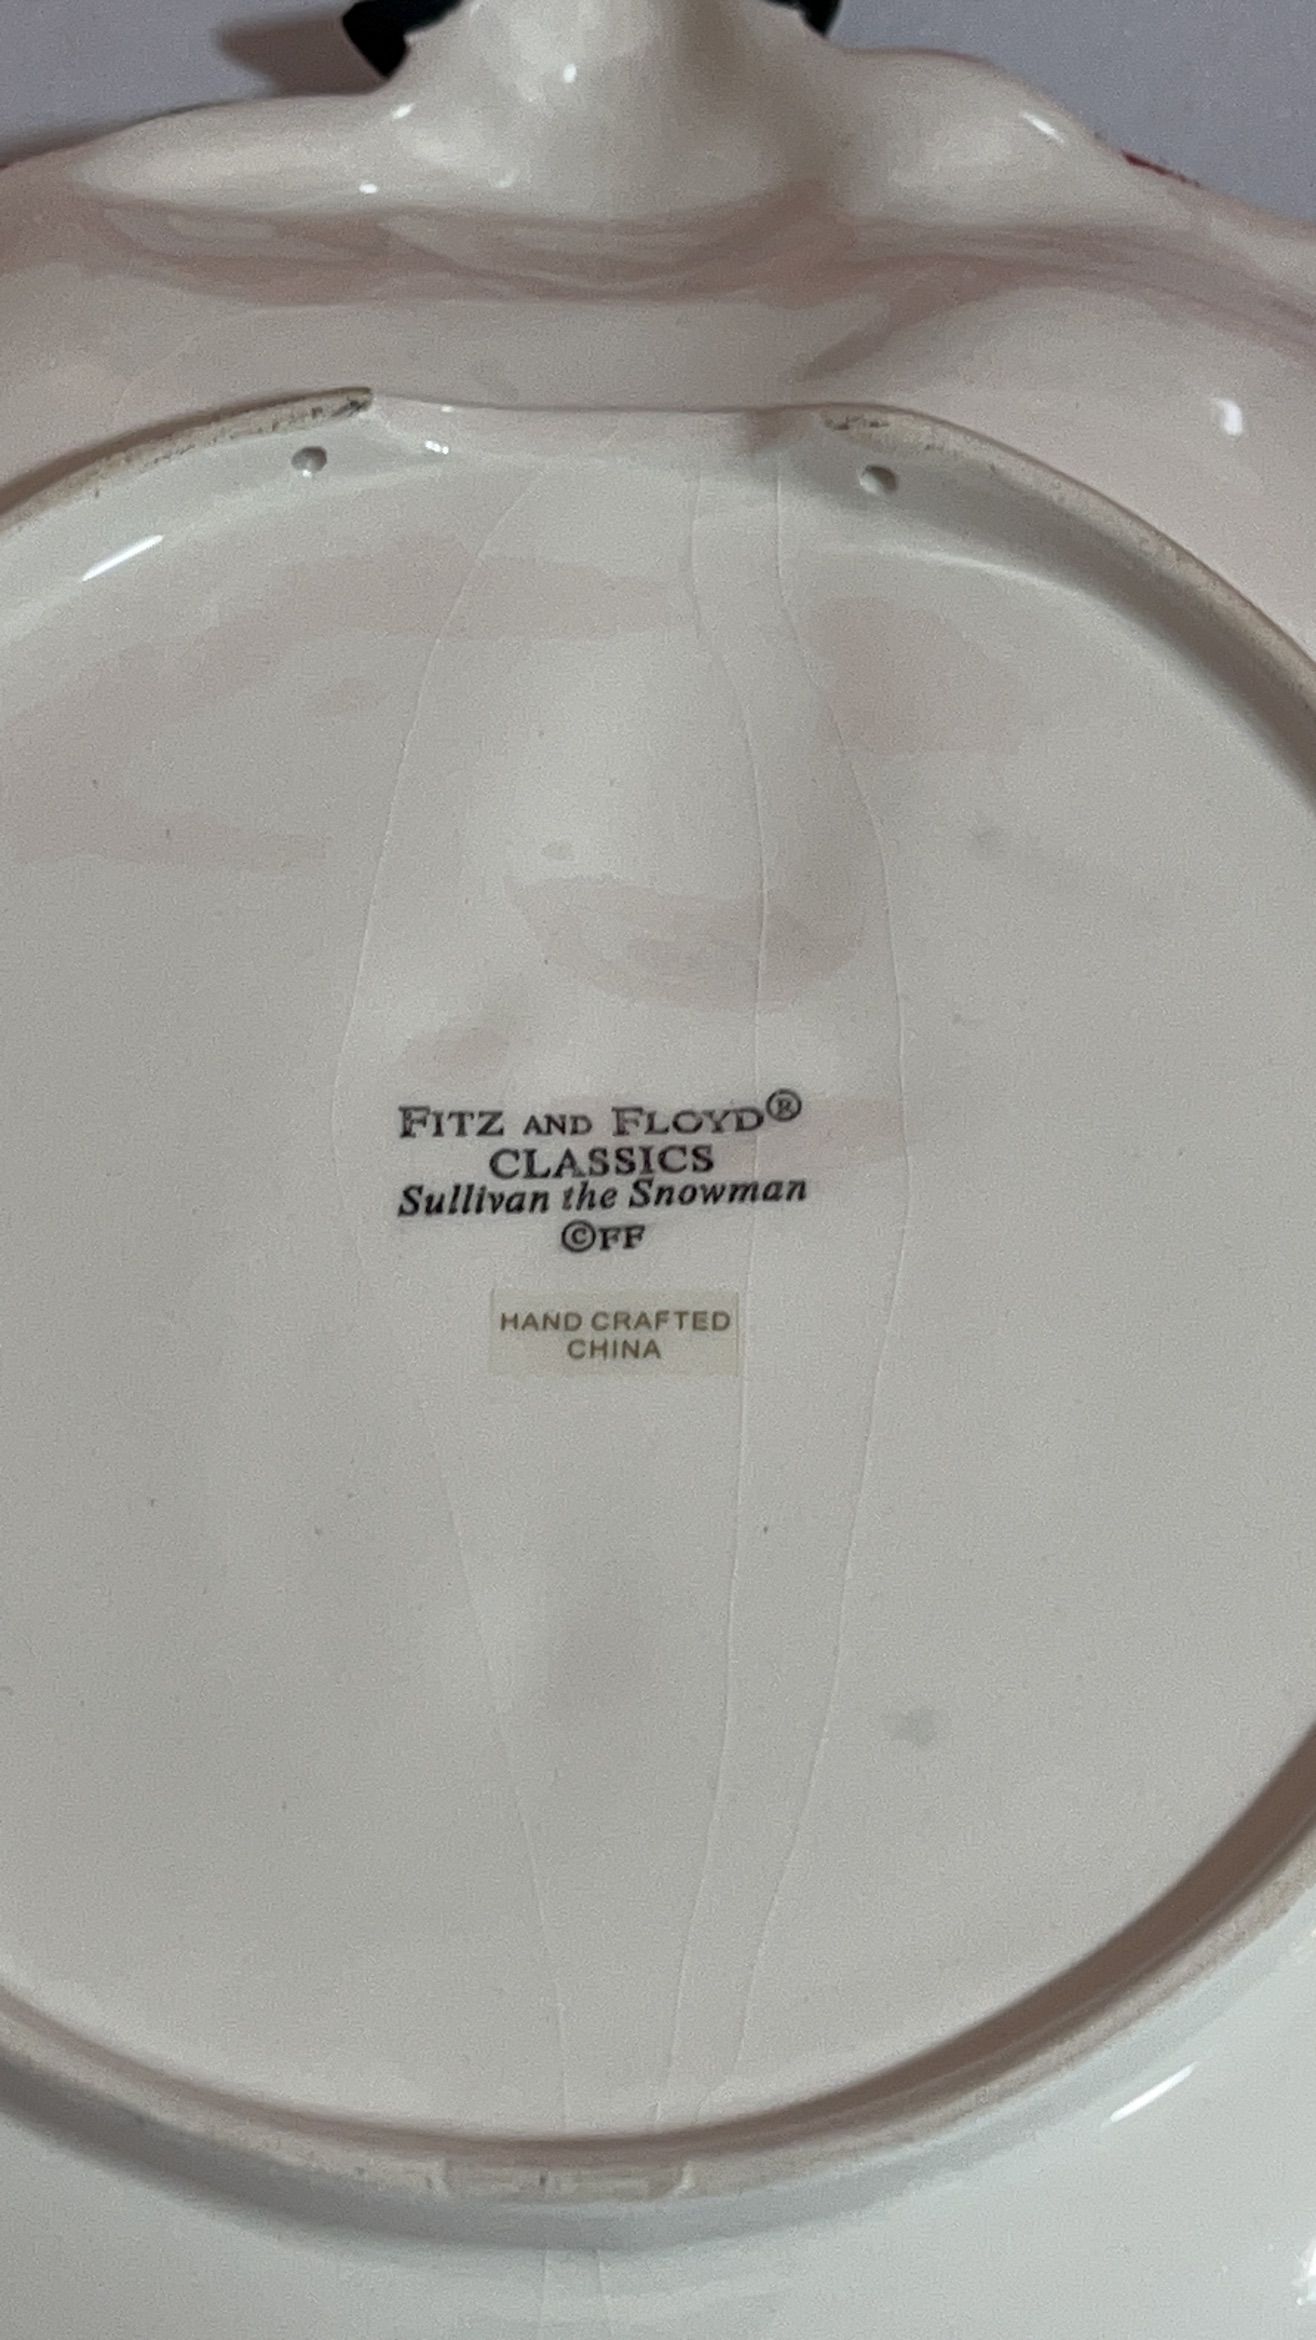 FITZ AND FLOYD®
CLASSICS
Sullivan the Snowman
©FF
HAND CRAFTED
CHINA